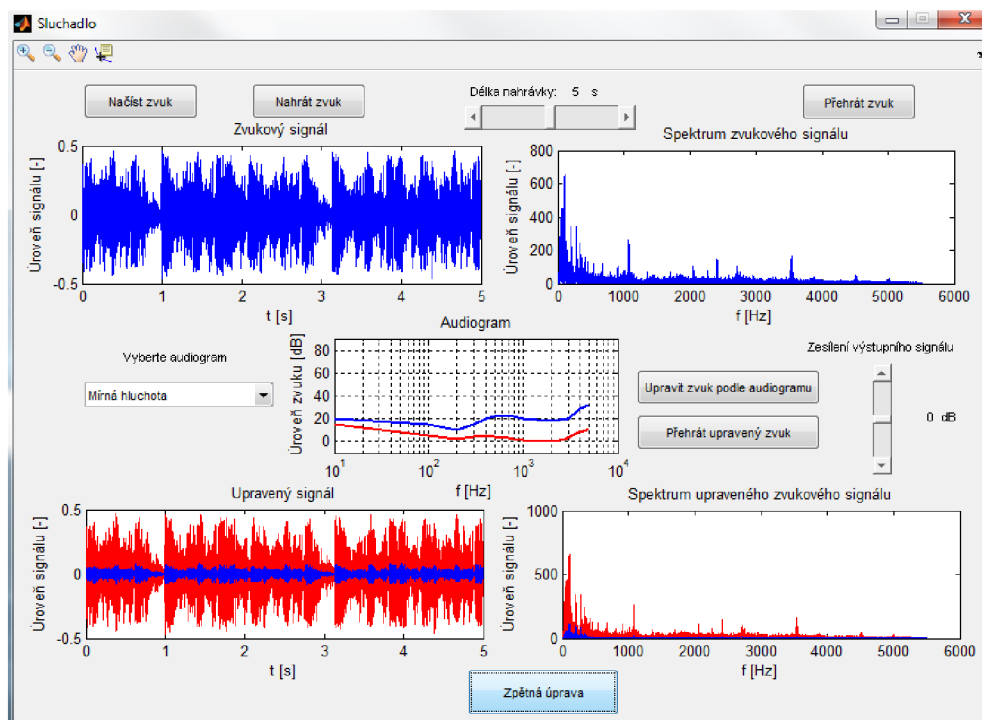 Sluchadlo
Načíst zvuk
Nahrát zvuk
Délka nahrávky: 5 s
Přehrát zvuk
Zvukový signál
Úroveň signálu [-]
0.5
0
-0.5
0 1 2 3 4 5
t [s]
Spektrum zvukového signálu
Úroveň signálu [-]
800
600
400
200
0
0 1000 2000 3000 4000 5000 6000
f [Hz]
Vyberte audiogram
Mírná hluchota
Audiogram
Úroveň zvuku [dB]
80
60
40
20
0
10^1 10^2 10^3 10^4
f [Hz]
Upravit zvuk podle audiogramu
Přehrát upravený zvuk
Zesílení výstupního signálu
0 dB
Upravený signál
Úroveň signálu [-]
0.5
0
-0.5
0 1 2 3 4 5
t [s]
Spektrum upraveného zvukového signálu
Úroveň signálu [-]
1000
500
0
0 1000 2000 3000 4000 5000 6000
f [Hz]
Zpětná úprava